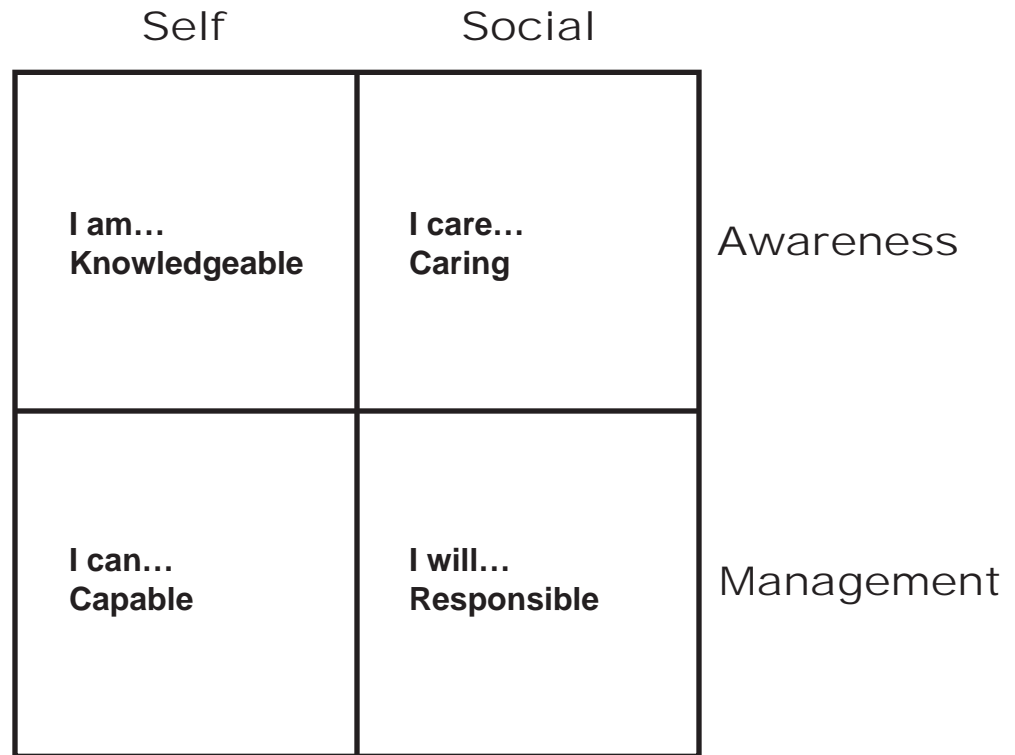 Self Social
I am…
Knowledgeable
I care…
Caring
Awareness
I can…
Capable
I will…
Responsible
Management